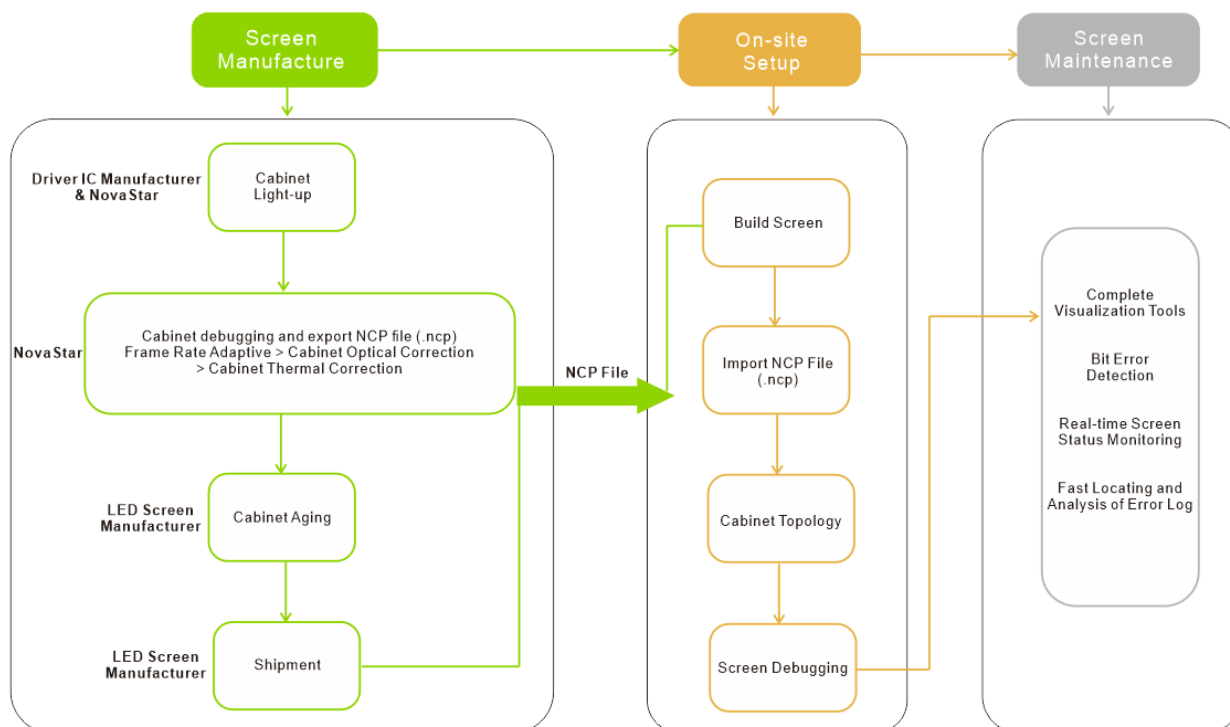 Screen
Manufacture
On-site
Setup
Screen
Maintenance
Driver IC Manufacturer
& NovaStar
Cabinet
Light-up
NovaStar
Cabinet debugging and export NCP file (.ncp)
Frame Rate Adaptive > Cabinet Optical Correction
> Cabinet Thermal Correction
LED Screen
Manufacturer
Cabinet Aging
LED Screen
Manufacturer
Shipment
NCP File
Build Screen
Import NCP File
(.ncp)
Cabinet Topology
Screen Debugging
Complete
Visualization Tools
Bit Error
Detection
Real-time Screen
Status Monitoring
Fast Locating and
Analysis of Error Log